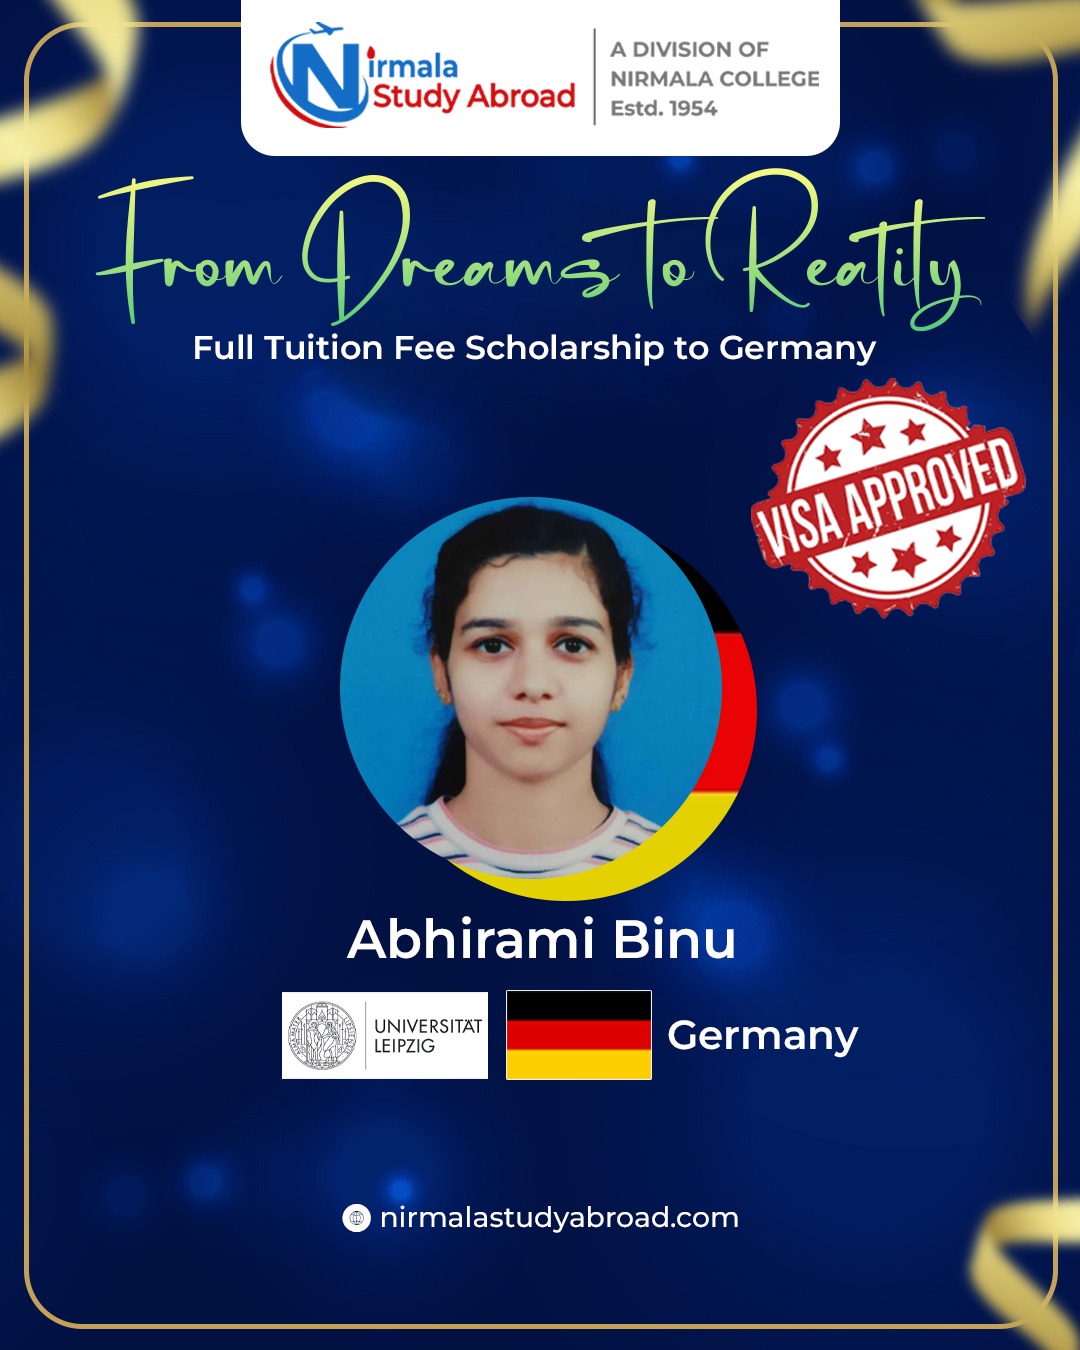 Nirmala
Study Abroad
A DIVISION OF
NIRMALA COLLEGE
Estd. 1954
From Dreams to Reality
Full Tuition Fee Scholarship to Germany
VISA APPROVED
Abhirami Binu
UNIVERSITÄT
LEIPZIG
Germany
nirmalastudyabroad.com